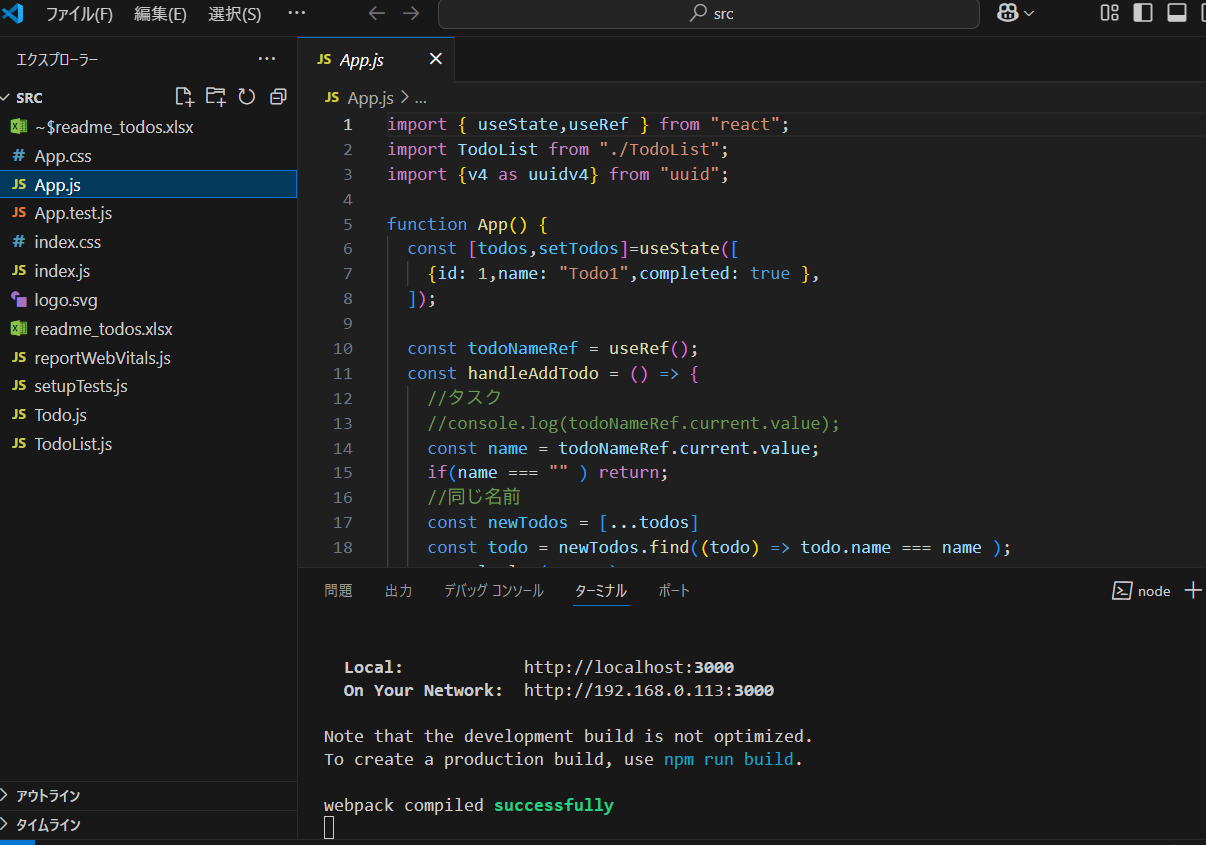 ファイル(F) 編集(E) 選択(S) ··· src
エクスプローラー ···
SRC
~$readme_todos.xlsx
App.css
App.js
App.test.js
index.css
index.js
logo.svg
readme_todos.xlsx
reportWebVitals.js
setupTests.js
Todo.js
TodoList.js
アウトライン
タイムライン
JS App.js
JS App.js > ...
1 import { useState,useRef } from "react";
2 import TodoList from "./TodoList";
3 import {v4 as uuidv4} from "uuid";
4
5 function App() {
6 const [todos,setTodos]=useState([
7 {id: 1,name: "Todo1",completed: true },
8 ]);
9
10 const todoNameRef = useRef();
11 const handleAddTodo = () => {
12 //タスク
13 //console.log(todoNameRef.current.value);
14 const name = todoNameRef.current.value;
15 if(name === "" ) return;
16 //同じ名前
17 const newTodos = [...todos]
18 const todo = newTodos.find((todo) => todo.name === name );
問題 出力 デバッグ コンソール ターミナル ポート node
Local: http://localhost:3000
On Your Network: http://192.168.0.113:3000
Note that the development build is not optimized.
To create a production build, use npm run build.
webpack compiled successfully